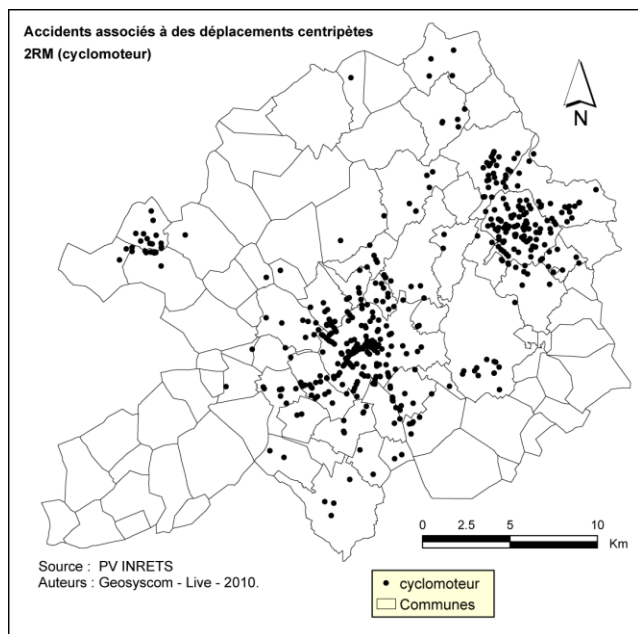 Accidents associés à des déplacements centripètes
2RM (cyclomoteur)
N
0 2.5 5 10
Km
Source : PV INRETS
Auteurs : Geosyscom - Live - 2010.
cyclomoteur
Communes